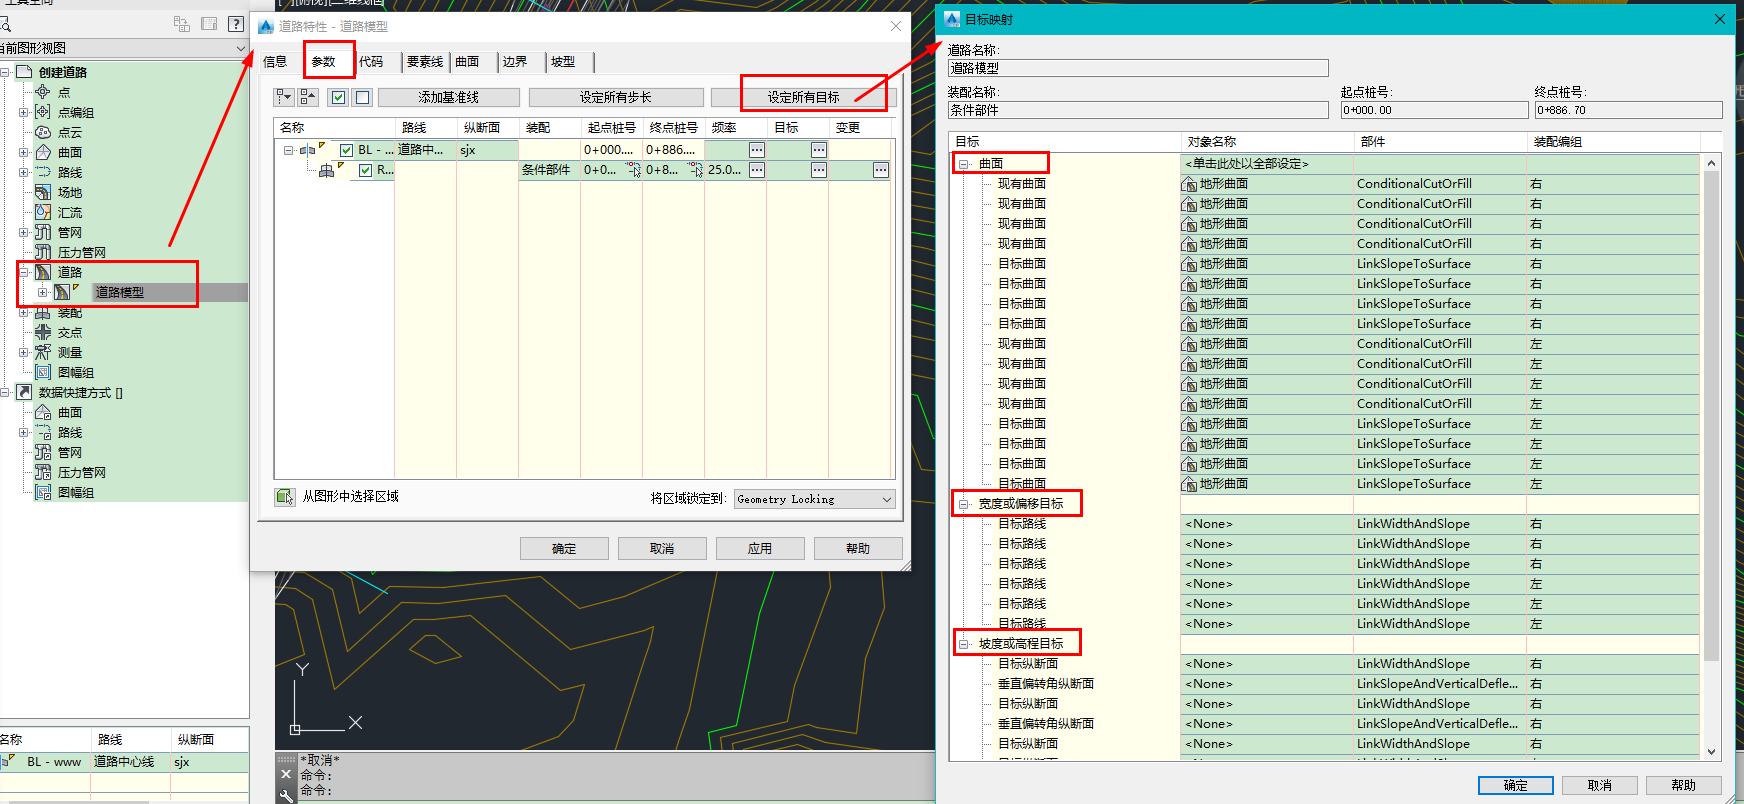 工具空间
当前图形视图
创建道路
点
点编组
点云
曲面
路线
场地
汇流
管网
压力管网
道路
道路模型
装配
交点
测量
图幅组
数据快捷方式 []
曲面
路线
管网
压力管网
图幅组
名称 路线 纵断面
BL - www 道路中心线 sjx
[-][俯视][二维线框]
道路特性 - 道路模型
信息 参数 代码 要素线 曲面 边界 坡型
添加基准线 设定所有步长 设定所有目标
名称 路线 纵断面 装配 起点桩号 终点桩号 频率 目标 变更
BL - ... 道路中... sjx 0+000.... 0+886.... ... ...
R... 条件部件 0+0... 0+8... 25.0... ... ... ...
从图形中选择区域 将区域锁定到: Geometry Locking
确定 取消 应用 帮助
Y
X
*取消*
命令:
命令:
目标映射
道路名称:
道路模型
装配名称: 起点桩号: 终点桩号:
条件部件 0+000.00 0+886.70
目标 对象名称 部件 装配编组
曲面 <单击此处以全部设定>
现有曲面 地形曲面 ConditionalCutOrFill 右
现有曲面 地形曲面 ConditionalCutOrFill 右
现有曲面 地形曲面 ConditionalCutOrFill 右
现有曲面 地形曲面 ConditionalCutOrFill 右
目标曲面 地形曲面 LinkSlopeToSurface 右
目标曲面 地形曲面 LinkSlopeToSurface 右
目标曲面 地形曲面 LinkSlopeToSurface 右
目标曲面 地形曲面 LinkSlopeToSurface 右
现有曲面 地形曲面 ConditionalCutOrFill 左
现有曲面 地形曲面 ConditionalCutOrFill 左
现有曲面 地形曲面 ConditionalCutOrFill 左
现有曲面 地形曲面 ConditionalCutOrFill 左
目标曲面 地形曲面 LinkSlopeToSurface 左
目标曲面 地形曲面 LinkSlopeToSurface 左
目标曲面 地形曲面 LinkSlopeToSurface 左
目标曲面 地形曲面 LinkSlopeToSurface 左
宽度或偏移目标
目标路线 <None> LinkWidthAndSlope 右
目标路线 <None> LinkWidthAndSlope 右
目标路线 <None> LinkWidthAndSlope 右
目标路线 <None> LinkWidthAndSlope 左
目标路线 <None> LinkWidthAndSlope 左
目标路线 <None> LinkWidthAndSlope 左
坡度或高程目标
目标纵断面 <None> LinkWidthAndSlope 右
垂直偏转角纵断面 <None> LinkSlopeAndVerticalDefle... 右
目标纵断面 <None> LinkWidthAndSlope 右
垂直偏转角纵断面 <None> LinkSlopeAndVerticalDefle... 右
目标纵断面 <None> LinkWidthAndSlope 右
确定 取消 帮助